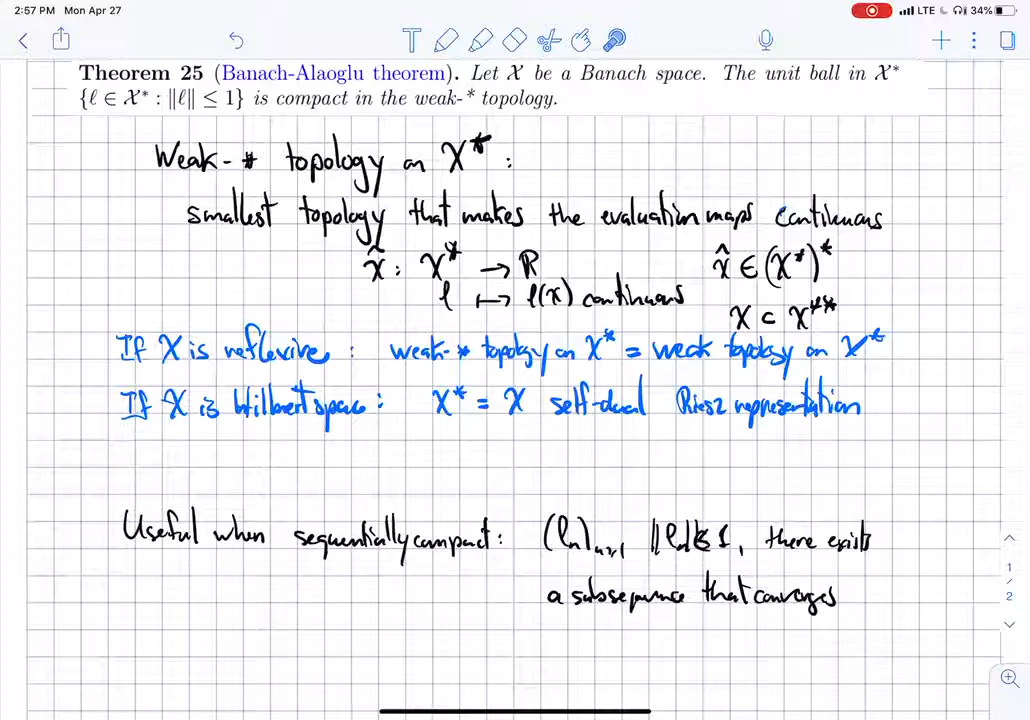 2:57 PM Mon Apr 27
LTE 34%
Theorem 25 (Banach-Alaoglu theorem). Let 𝒳 be a Banach space. The unit ball in 𝒳*
{ℓ ∈ 𝒳* : ‖ℓ‖ ≤ 1} is compact in the weak-* topology.
Weak-* topology on X* :
smallest topology that makes the evaluation maps continuous
x̃ : X* → ℝ x̂ ∈ (X*)*
ℓ ↦ ℓ(x) continuous
X ⊂ X**
If X is reflexive : weak-* topology on X* = weak topology on X*
If X is Hilbert space : X* = X self-dual Riesz representation
Useful when sequentially compact : (ℓn)n≥1 ‖ℓn‖ ≤ 1, there exists
a subsequence that converges
1
/
2